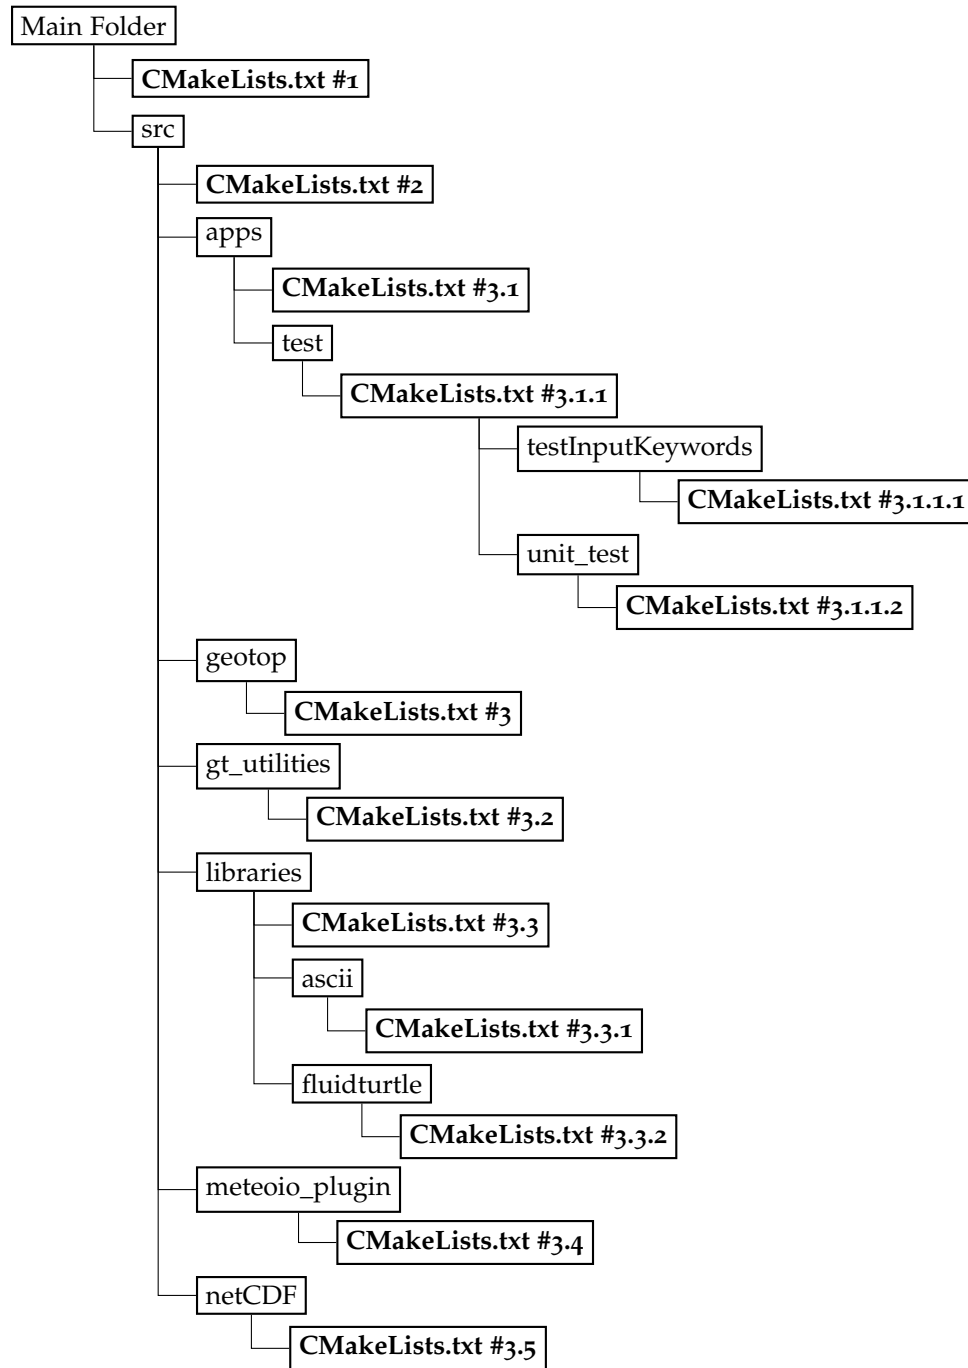 Main Folder
CMakeLists.txt #1
src
CMakeLists.txt #2
apps
CMakeLists.txt #3.1
test
CMakeLists.txt #3.1.1
testInputKeywords
CMakeLists.txt #3.1.1.1
unit_test
CMakeLists.txt #3.1.1.2
geotop
CMakeLists.txt #3
gt_utilities
CMakeLists.txt #3.2
libraries
CMakeLists.txt #3.3
ascii
CMakeLists.txt #3.3.1
fluidturtle
CMakeLists.txt #3.3.2
meteoio_plugin
CMakeLists.txt #3.4
netCDF
CMakeLists.txt #3.5